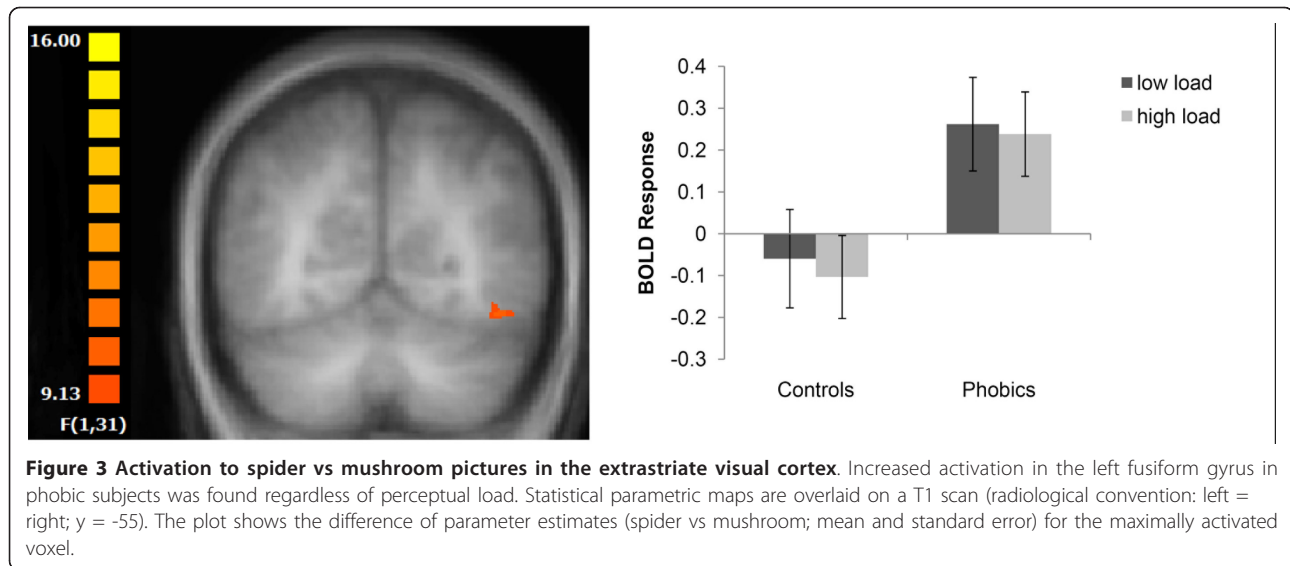 16.00
9.13
F(1,31)
0.4
0.3
0.2
0.1
0
-0.1
-0.2
-0.3
BOLD Response
Controls Phobics
low load
high load
Figure 3 Activation to spider vs mushroom pictures in the extrastriate visual cortex. Increased activation in the left fusiform gyrus in
phobic subjects was found regardless of perceptual load. Statistical parametric maps are overlaid on a T1 scan (radiological convention: left =
right; y = -55). The plot shows the difference of parameter estimates (spider vs mushroom; mean and standard error) for the maximally activated
voxel.